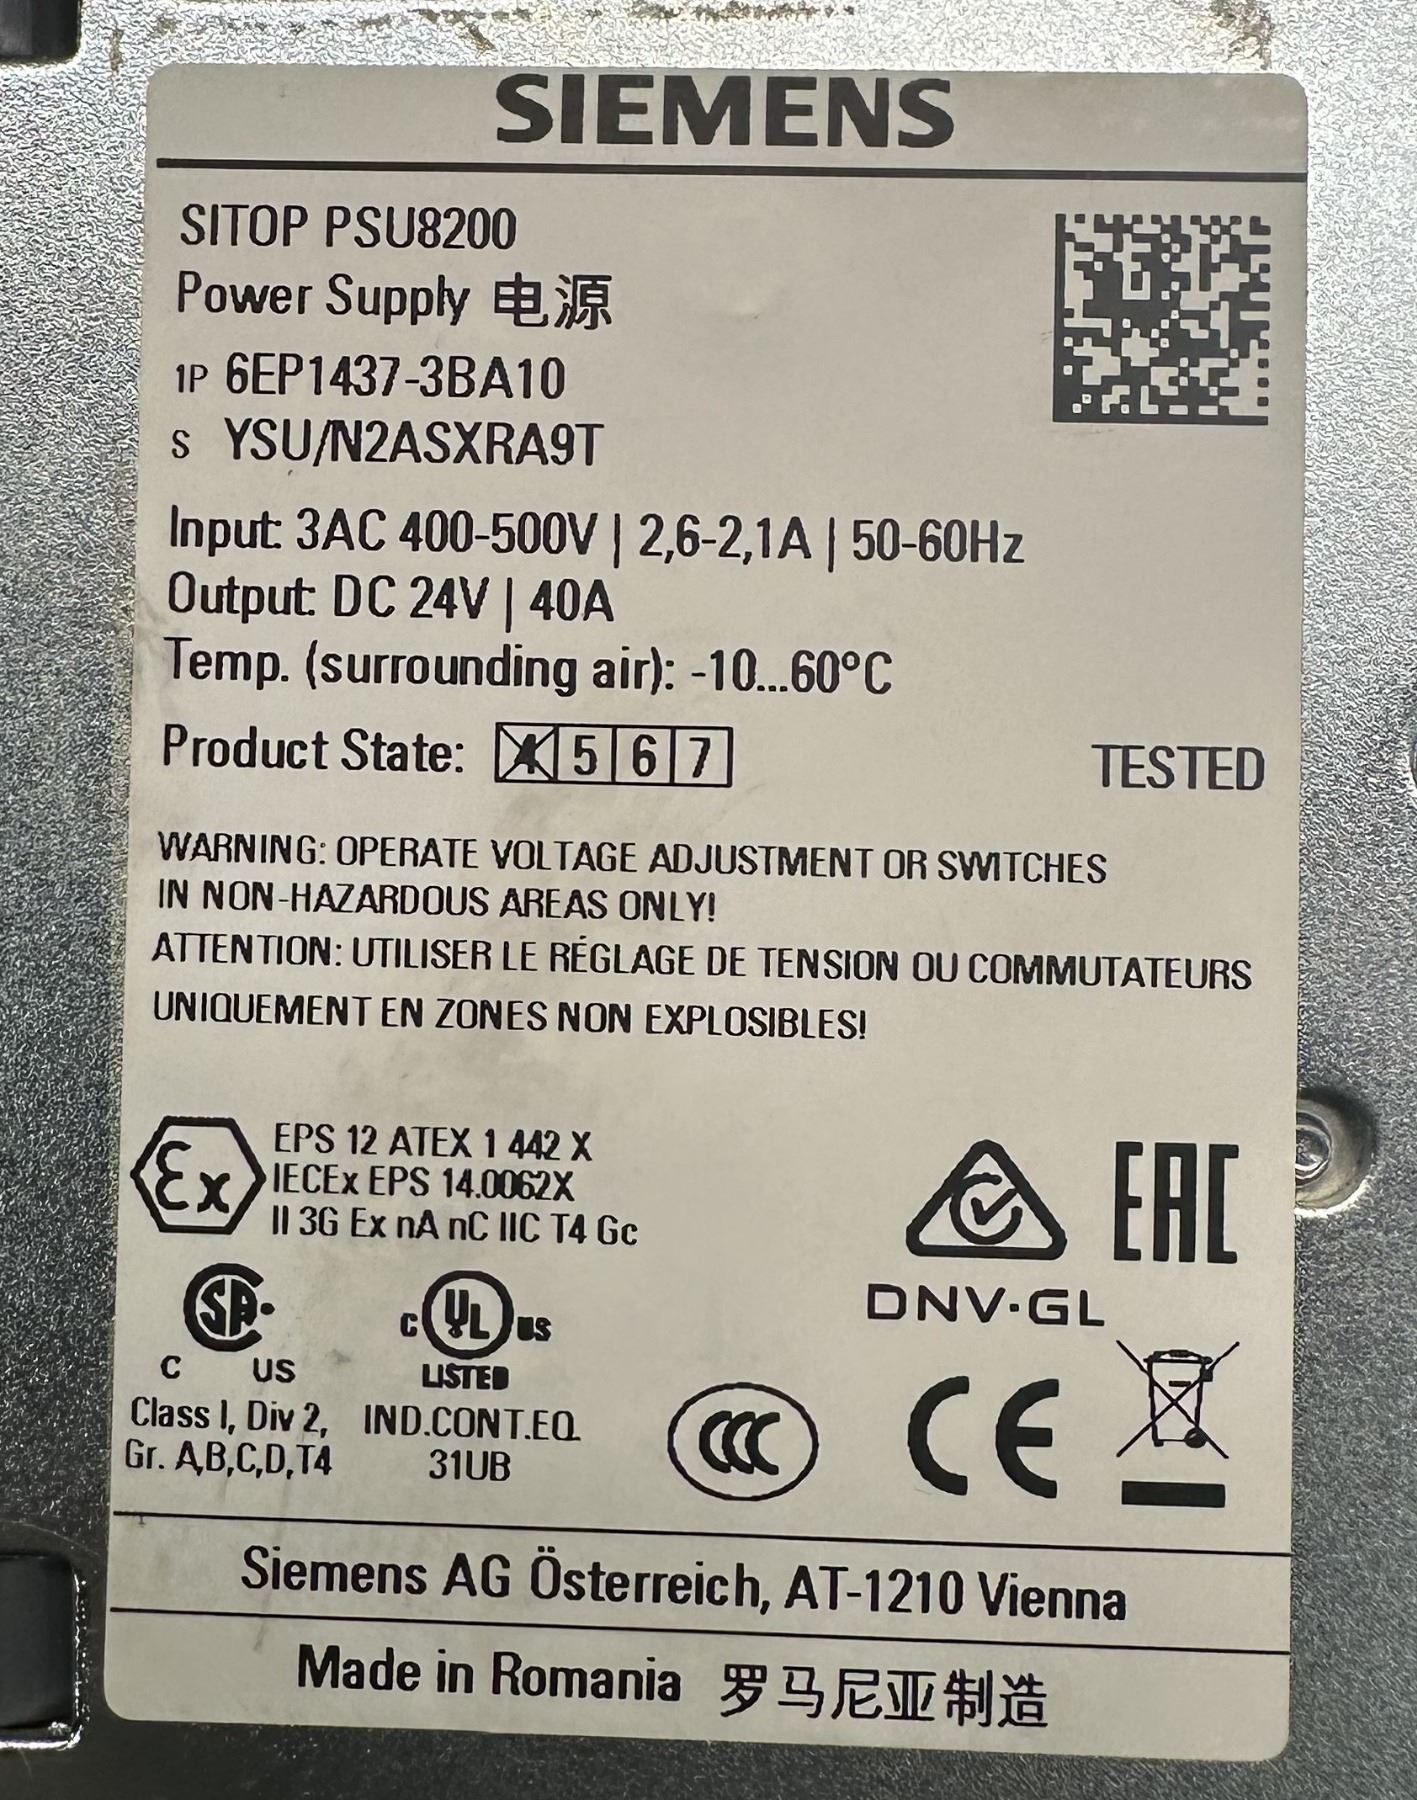 SIEMENS
SITOP PSU8200
Power Supply 电源
1P 6EP1437-3BA10
S YSU/N2ASXRA9T
Input: 3AC 400-500V | 2,6-2,1A | 50-60Hz
Output: DC 24V | 40A
Temp. (surrounding air): -10...60°C
Product State: 4 5 6 7
TESTED
WARNING: OPERATE VOLTAGE ADJUSTMENT OR SWITCHES
IN NON-HAZARDOUS AREAS ONLY!
ATTENTION: UTILISER LE RÉGLAGE DE TENSION OU COMMUTATEURS
UNIQUEMENT EN ZONES NON EXPLOSIBLES!
Ex
EPS 12 ATEX 1 442 X
IECEx EPS 14.0062X
II 3G Ex nA nC IIC T4 Gc
EAC
DNV·GL
SA
C US
Class I, Div 2,
Gr. A,B,C,D,T4
C UL US
LISTED
IND.CONT.EQ.
31UB
CCC
CE
Siemens AG Österreich, AT-1210 Vienna
Made in Romania 罗马尼亚制造